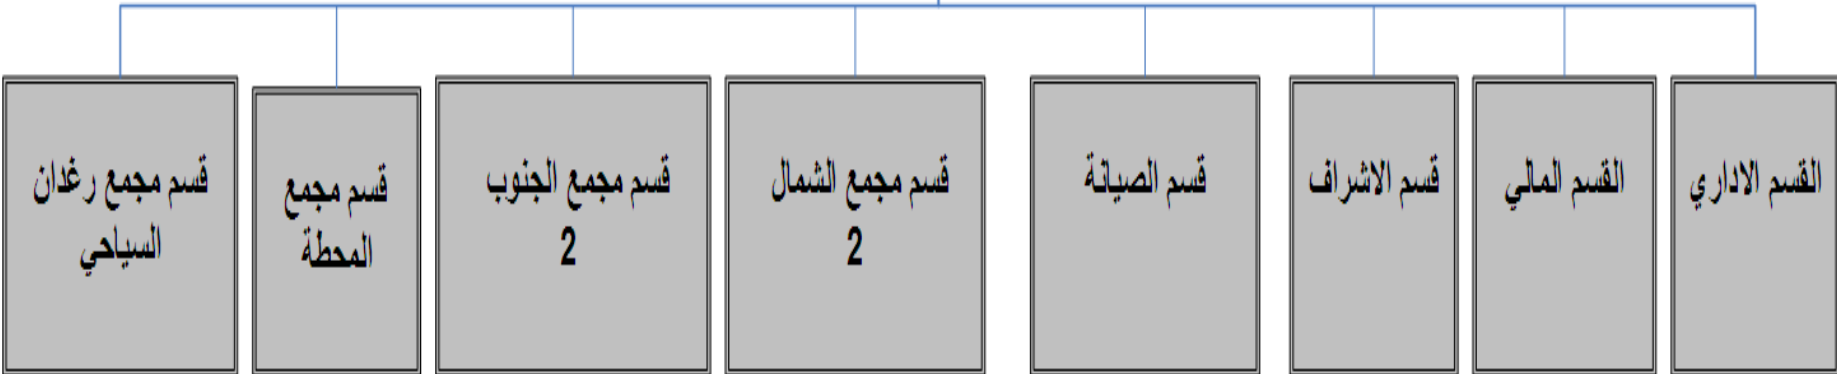 القسم الاداري
القسم المالي
قسم الاشراف
قسم الصيانة
قسم مجمع الشمال
2
قسم مجمع الجنوب
2
قسم مجمع
المحطة
قسم مجمع رغدان
السياحي